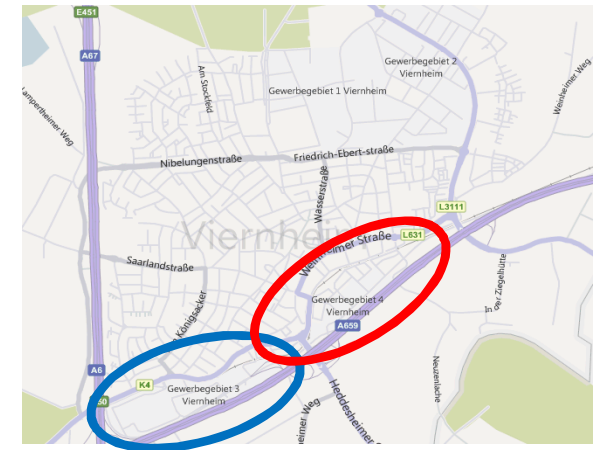 E451
A67
Gewerbegebiet 2
Viernheim
Gewerbegebiet 1 Viernheim
Am Stockfeld
Weinheimer Weg
Lampertheimer Weg
Nibelungenstraße
Friedrich-Ebert-straße
Wasserstraße
L3111
L631
Viernhei
Weinheimer Straße
Saarlandstraße
In der Ziegelhütte
Gewerbegebiet 4
Viernheim
A659
Königsacker
Neuzenlache
A6
K4
Gewerbegebiet 3
Viernheim
Heddesheimer
heimer Weg